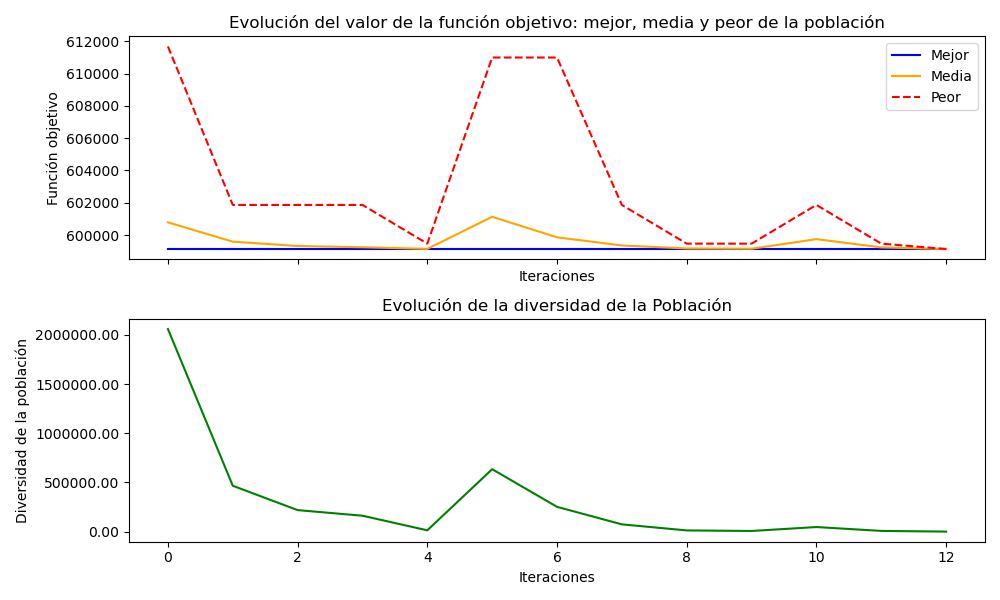 Evolución del valor de la función objetivo: mejor, media y peor de la población
612000
610000
608000
606000
604000
602000
600000
Función objetivo
Mejor
Media
Peor
Iteraciones
Evolución de la diversidad de la Población
2000000.00
1500000.00
1000000.00
500000.00
0.00
Diversidad de la población
0 2 4 6 8 10 12
Iteraciones